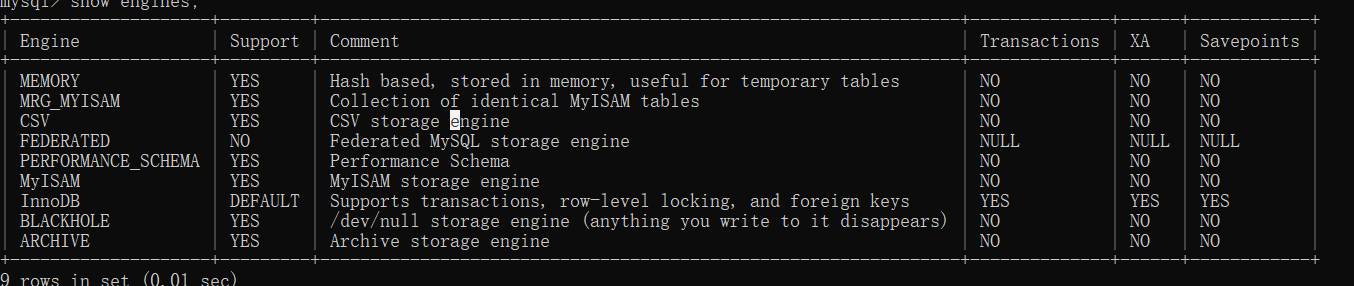 mysql> show engines;
| Engine | Support | Comment | Transactions | XA | Savepoints |
| MEMORY | YES | Hash based, stored in memory, useful for temporary tables | NO | NO | NO |
| MRG_MYISAM | YES | Collection of identical MyISAM tables | NO | NO | NO |
| CSV | YES | CSV storage engine | NO | NO | NO |
| FEDERATED | NO | Federated MySQL storage engine | NULL | NULL | NULL |
| PERFORMANCE_SCHEMA | YES | Performance Schema | NO | NO | NO |
| MyISAM | YES | MyISAM storage engine | NO | NO | NO |
| InnoDB | DEFAULT | Supports transactions, row-level locking, and foreign keys | YES | YES | YES |
| BLACKHOLE | YES | /dev/null storage engine (anything you write to it disappears) | NO | NO | NO |
| ARCHIVE | YES | Archive storage engine | NO | NO | NO |
9 rows in set (0.01 sec)